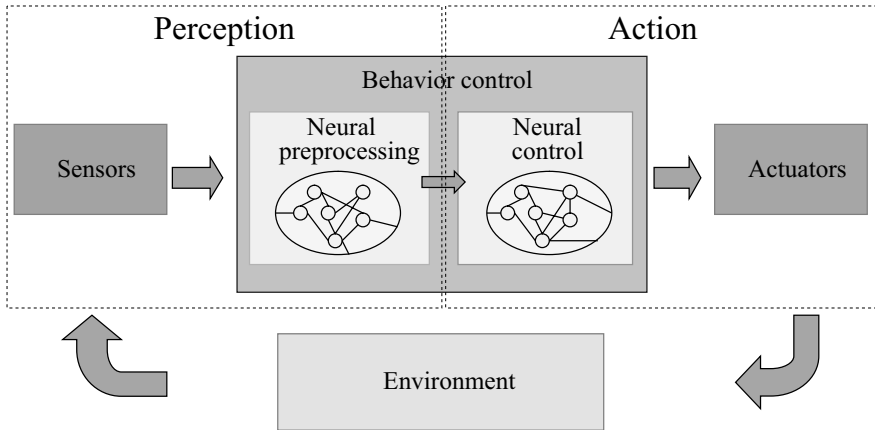 Perception
Action
Behavior control
Sensors
Neural
preprocessing
Neural
control
Actuators
Environment